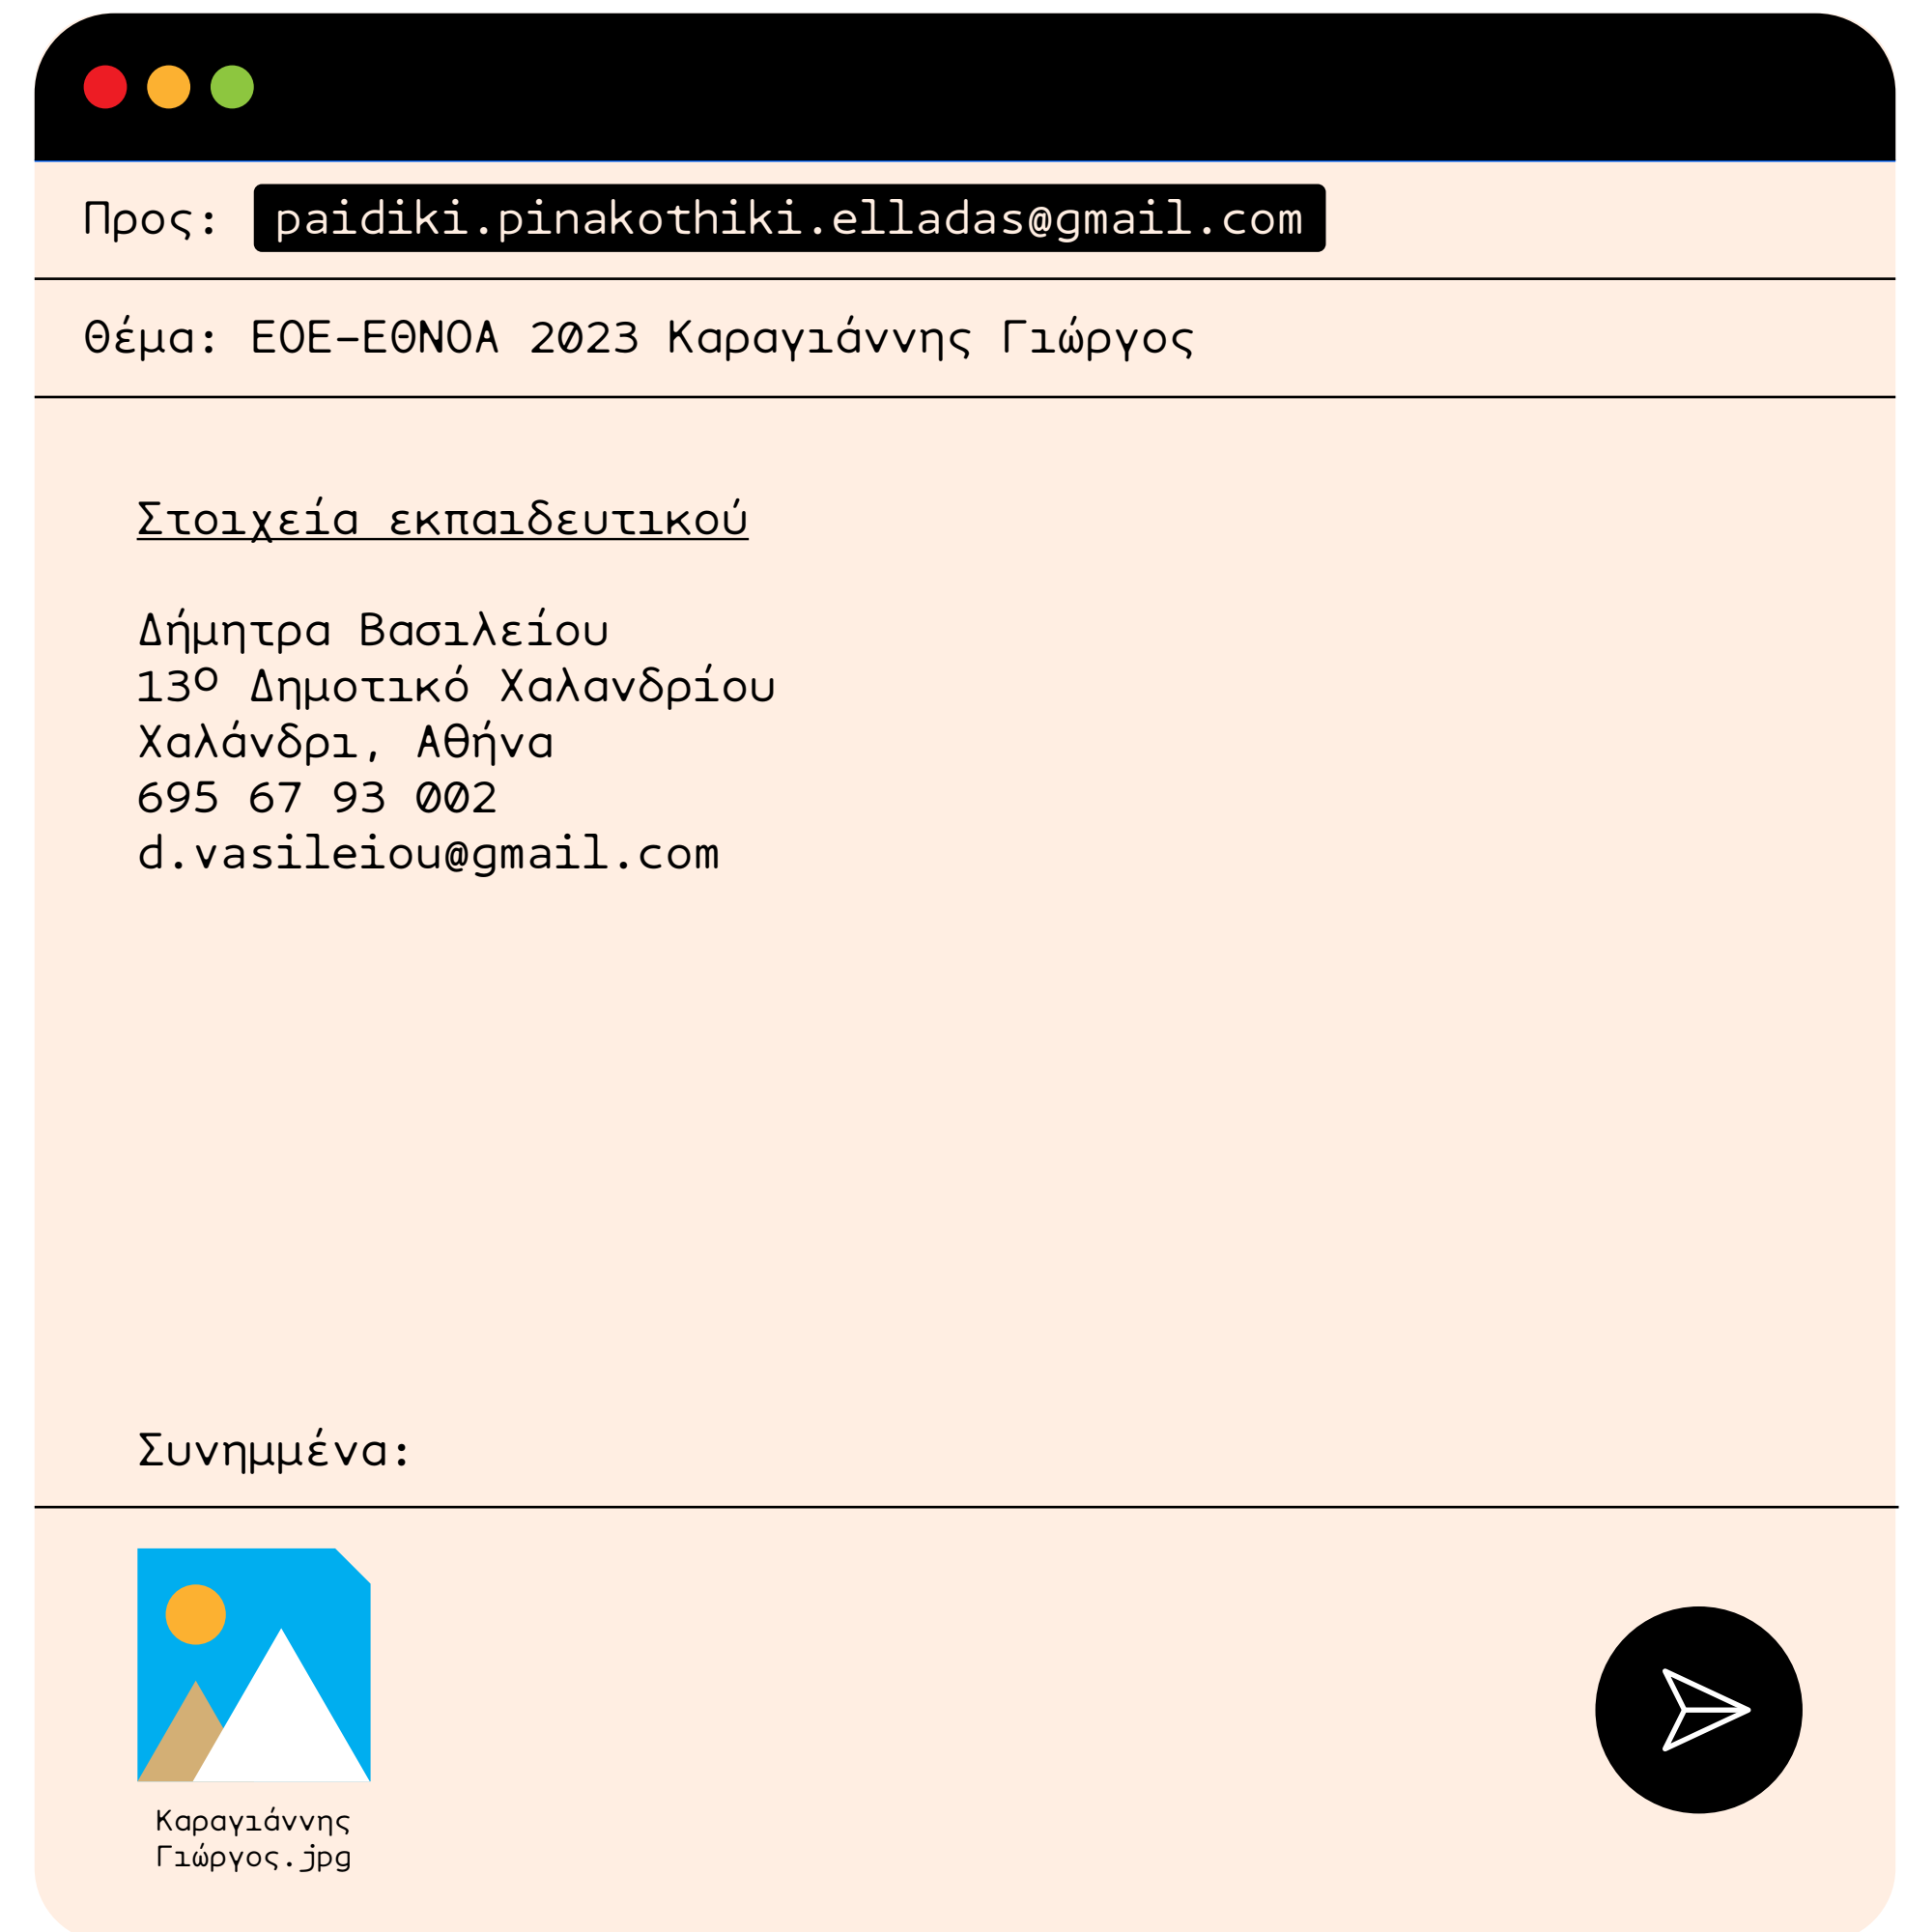 Προς: paidiki.pinakothiki.elladas@gmail.com
Θέμα: ΕΟΕ-ΕΘΝΟΑ 2023 Καραγιάννης Γιώργος
Στοιχεία εκπαιδευτικού
Δήμητρα Βασιλείου
13º Δημοτικό Χαλανδρίου
Χαλάνδρι, Αθήνα
695 67 93 002
d.vasileiou@gmail.com
Συνημμένα:
Καραγιάννης
Γιώργος.jpg